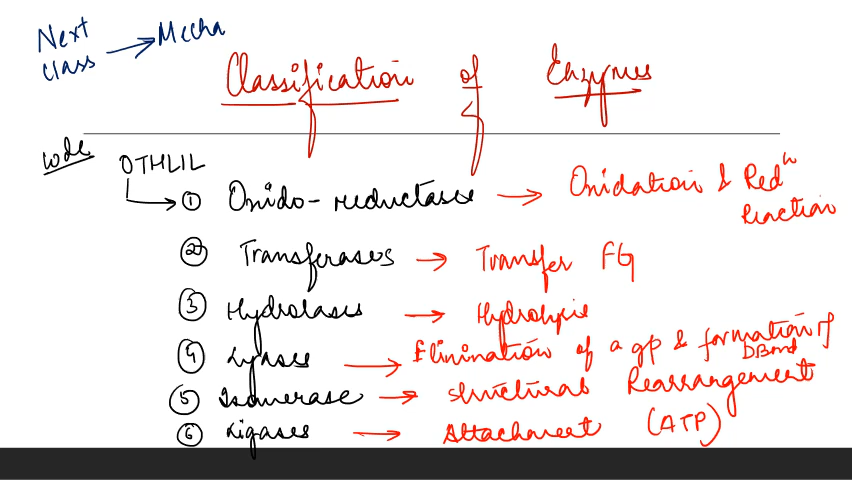 Next class → Mecha
Classification of Enzymes
Code OTHLIL
① Oxido-reductases → Oxidation & Redⁿ reaction
② Transferases → Transfer FG
③ Hydrolases → Hydrolysis
④ Lyases → Elimination of a gp & formation of DBond
⑤ Isomerase → Structural Rearrangement
⑥ Ligases → Attachment (ATP)